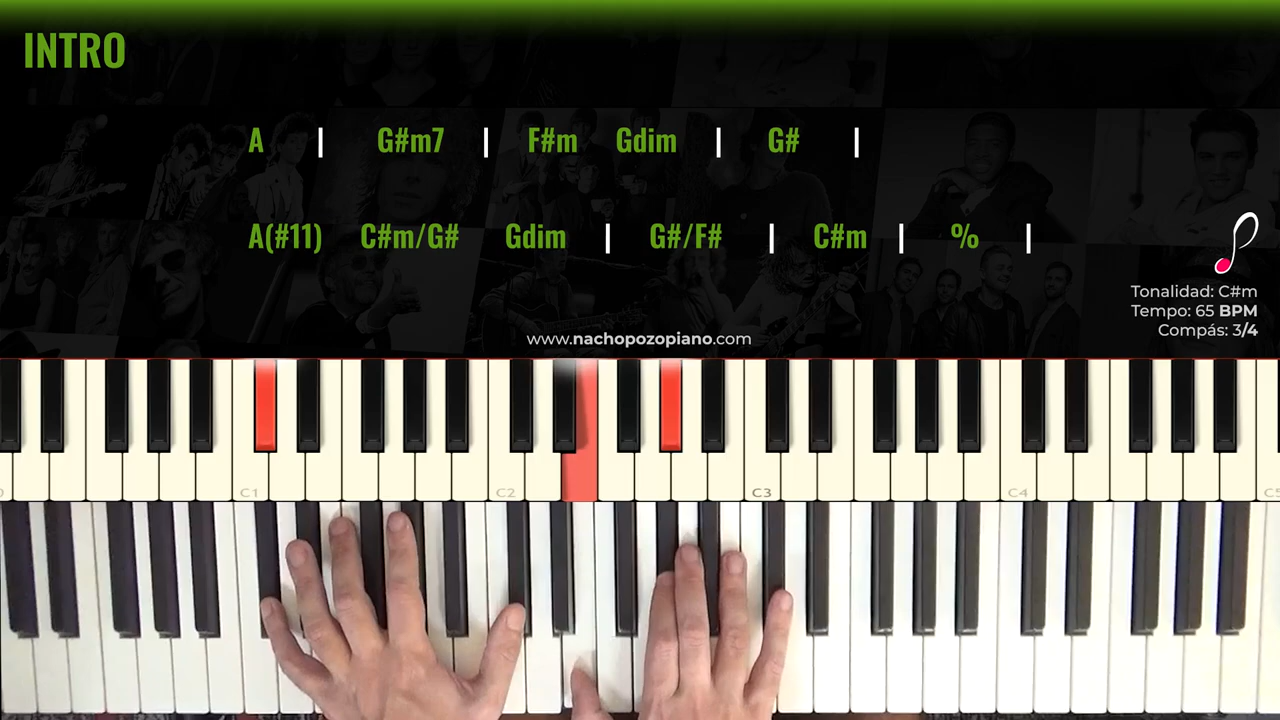 INTRO
A | G#m7 | F#m Gdim | G# |
A(#11) C#m/G# Gdim | G#/F# | C#m | % |
Tonalidad: C#m
Tempo: 65 BPM
Compás: 3/4
www.nachopozopiano.com
C1 C2 C3 C4 C5